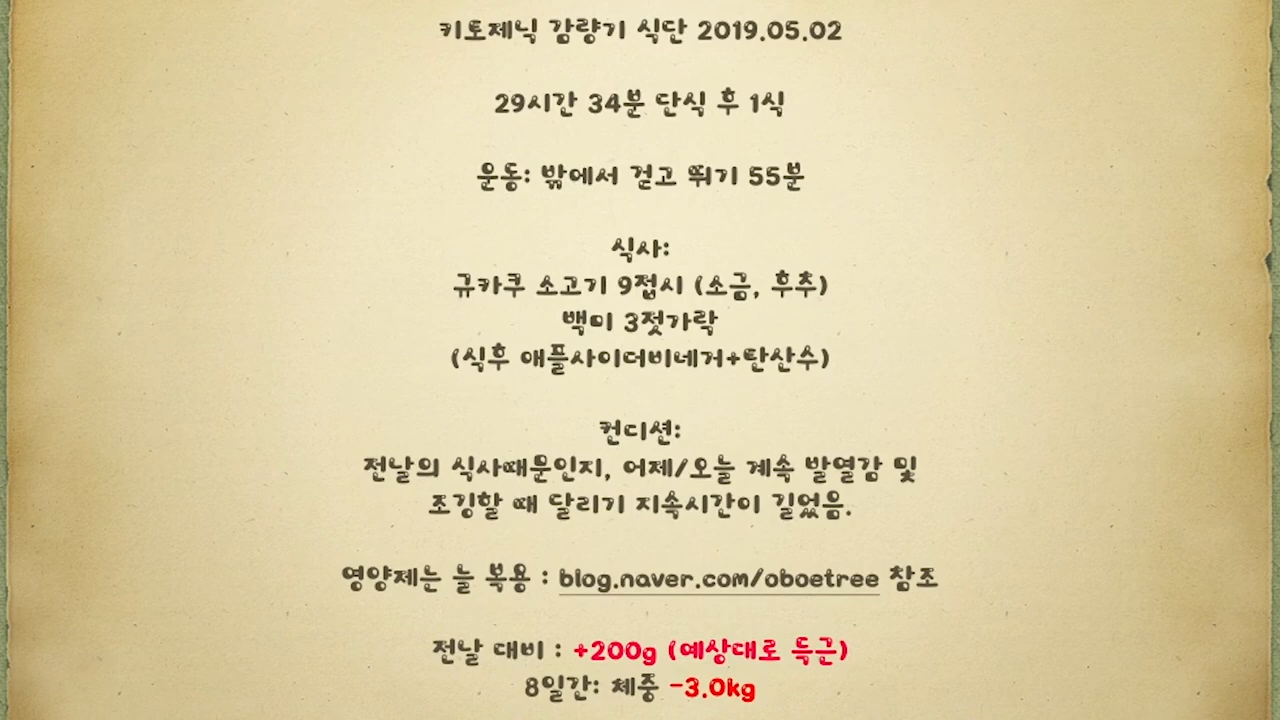 키토제닉 감량기 식단 2019.05.02
29시간 34분 단식 후 1식
운동: 밖에서 걷고 뛰기 55분
식사:
규카쿠 소고기 9접시 (소금, 후추)
백미 3젓가락
(식후 애플사이더비네거+탄산수)
컨디션:
전날의 식사때문인지, 어제/오늘 계속 발열감 및
조깅할 때 달리기 지속시간이 길었음.
영양제는 늘 복용 : blog.naver.com/oboetree 참조
전날 대비 : +200g (예상대로 득근)
8일간: 체중 -3.0kg